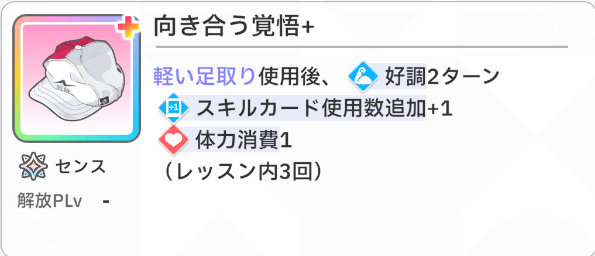 向き合う覚悟+
軽い足取り使用後、好調2ターン
+1 スキルカード使用数追加+1
体力消費1
（レッスン内3回）
センス
解放PLv -